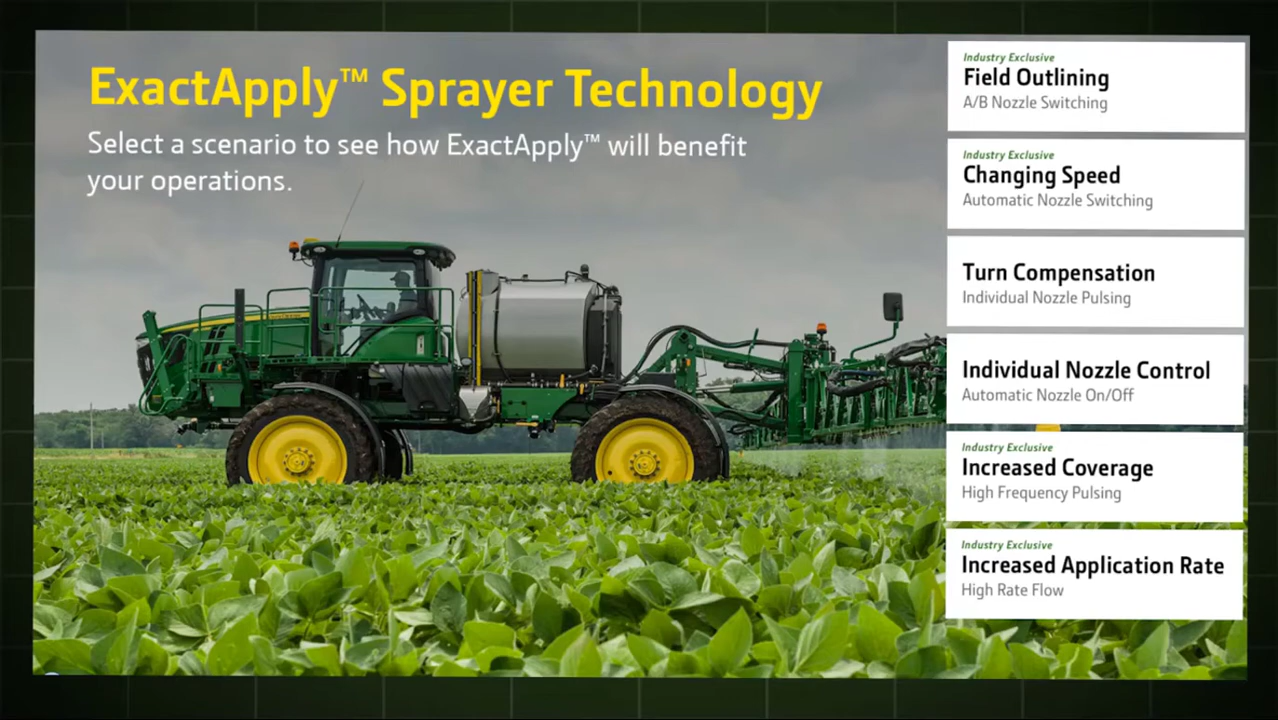 ExactApply™ Sprayer Technology
Select a scenario to see how ExactApply™ will benefit
your operations.
Industry Exclusive
Field Outlining
A/B Nozzle Switching
Industry Exclusive
Changing Speed
Automatic Nozzle Switching
Turn Compensation
Individual Nozzle Pulsing
Individual Nozzle Control
Automatic Nozzle On/Off
Industry Exclusive
Increased Coverage
High Frequency Pulsing
Industry Exclusive
Increased Application Rate
High Rate Flow